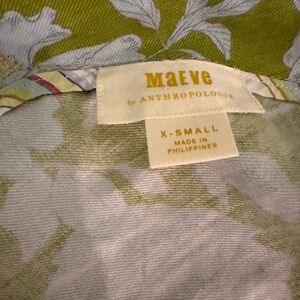 MaEVe
by ANTHROPOLOGIE
X-SMALL
MADE IN
PHILIPPINES